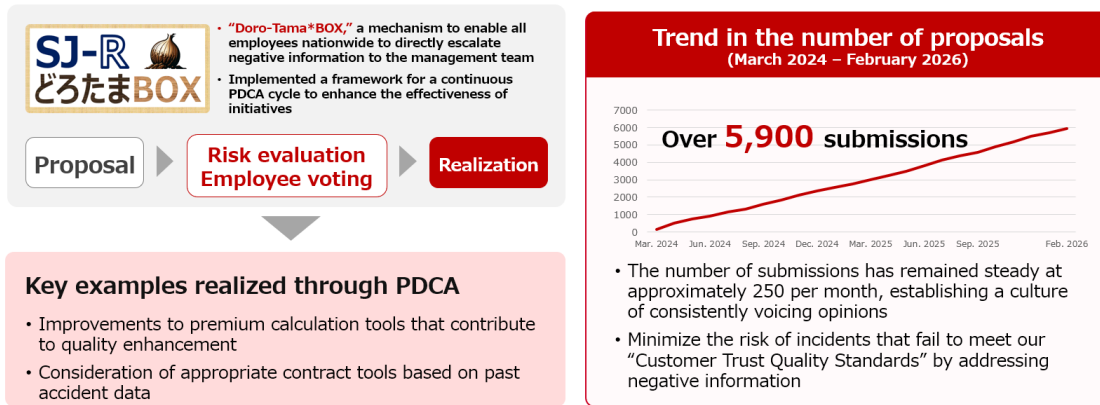 SJ-R
どろたまBOX
• “Doro-Tama*BOX,” a mechanism to enable all
employees nationwide to directly escalate
negative information to the management team
• Implemented a framework for a continuous
PDCA cycle to enhance the effectiveness of
initiatives
Proposal
Risk evaluation
Employee voting
Realization
Key examples realized through PDCA
• Improvements to premium calculation tools that contribute
to quality enhancement
• Consideration of appropriate contract tools based on past
accident data
Trend in the number of proposals
(March 2024 – February 2026)
Over 5,900 submissions
7000
6000
5000
4000
3000
2000
1000
0
Mar. 2024 Jun. 2024 Sep. 2024 Dec. 2024 Mar. 2025 Jun. 2025 Sep. 2025 Feb. 2026
• The number of submissions has remained steady at
approximately 250 per month, establishing a culture
of consistently voicing opinions
• Minimize the risk of incidents that fail to meet our
“Customer Trust Quality Standards” by addressing
negative information